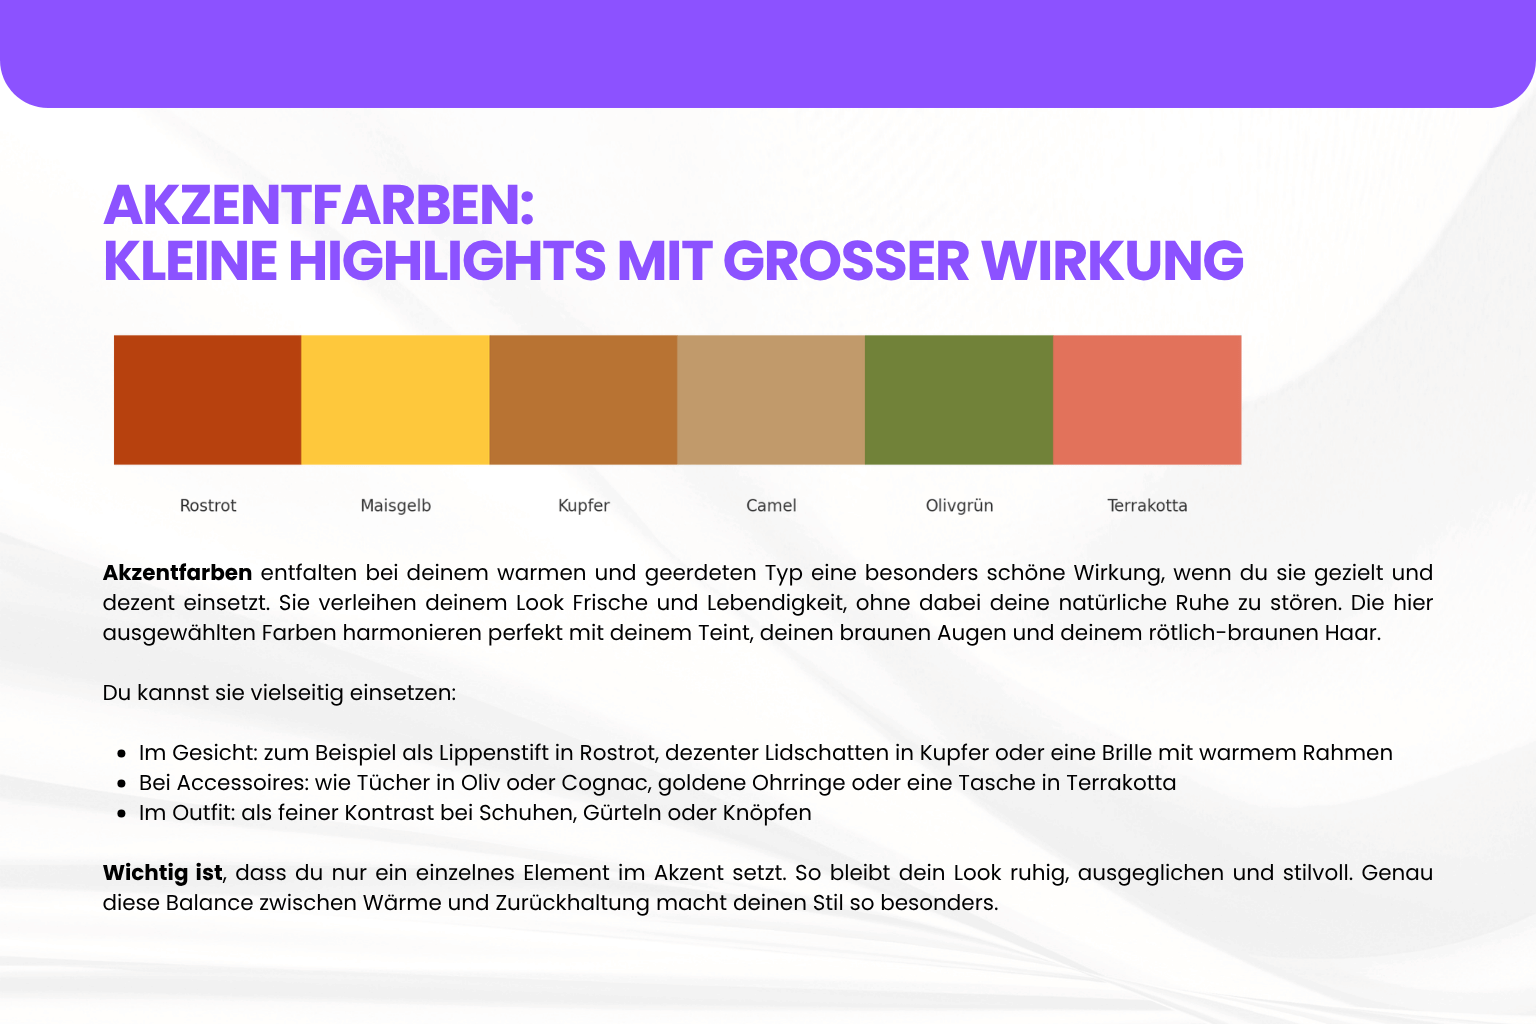 AKZENTFARBEN:
KLEINE HIGHLIGHTS MIT GROSSER WIRKUNG
Rostrot Maisgelb Kupfer Camel Olivgrün Terrakotta
Akzentfarben entfalten bei deinem warmen und geerdeten Typ eine besonders schöne Wirkung, wenn du sie gezielt und
dezent einsetzt. Sie verleihen deinem Look Frische und Lebendigkeit, ohne dabei deine natürliche Ruhe zu stören. Die hier
ausgewählten Farben harmonieren perfekt mit deinem Teint, deinen braunen Augen und deinem rötlich-braunen Haar.
Du kannst sie vielseitig einsetzen:
• Im Gesicht: zum Beispiel als Lippenstift in Rostrot, dezenter Lidschatten in Kupfer oder eine Brille mit warmem Rahmen
• Bei Accessoires: wie Tücher in Oliv oder Cognac, goldene Ohrringe oder eine Tasche in Terrakotta
• Im Outfit: als feiner Kontrast bei Schuhen, Gürteln oder Knöpfen
Wichtig ist, dass du nur ein einzelnes Element im Akzent setzt. So bleibt dein Look ruhig, ausgeglichen und stilvoll. Genau
diese Balance zwischen Wärme und Zurückhaltung macht deinen Stil so besonders.